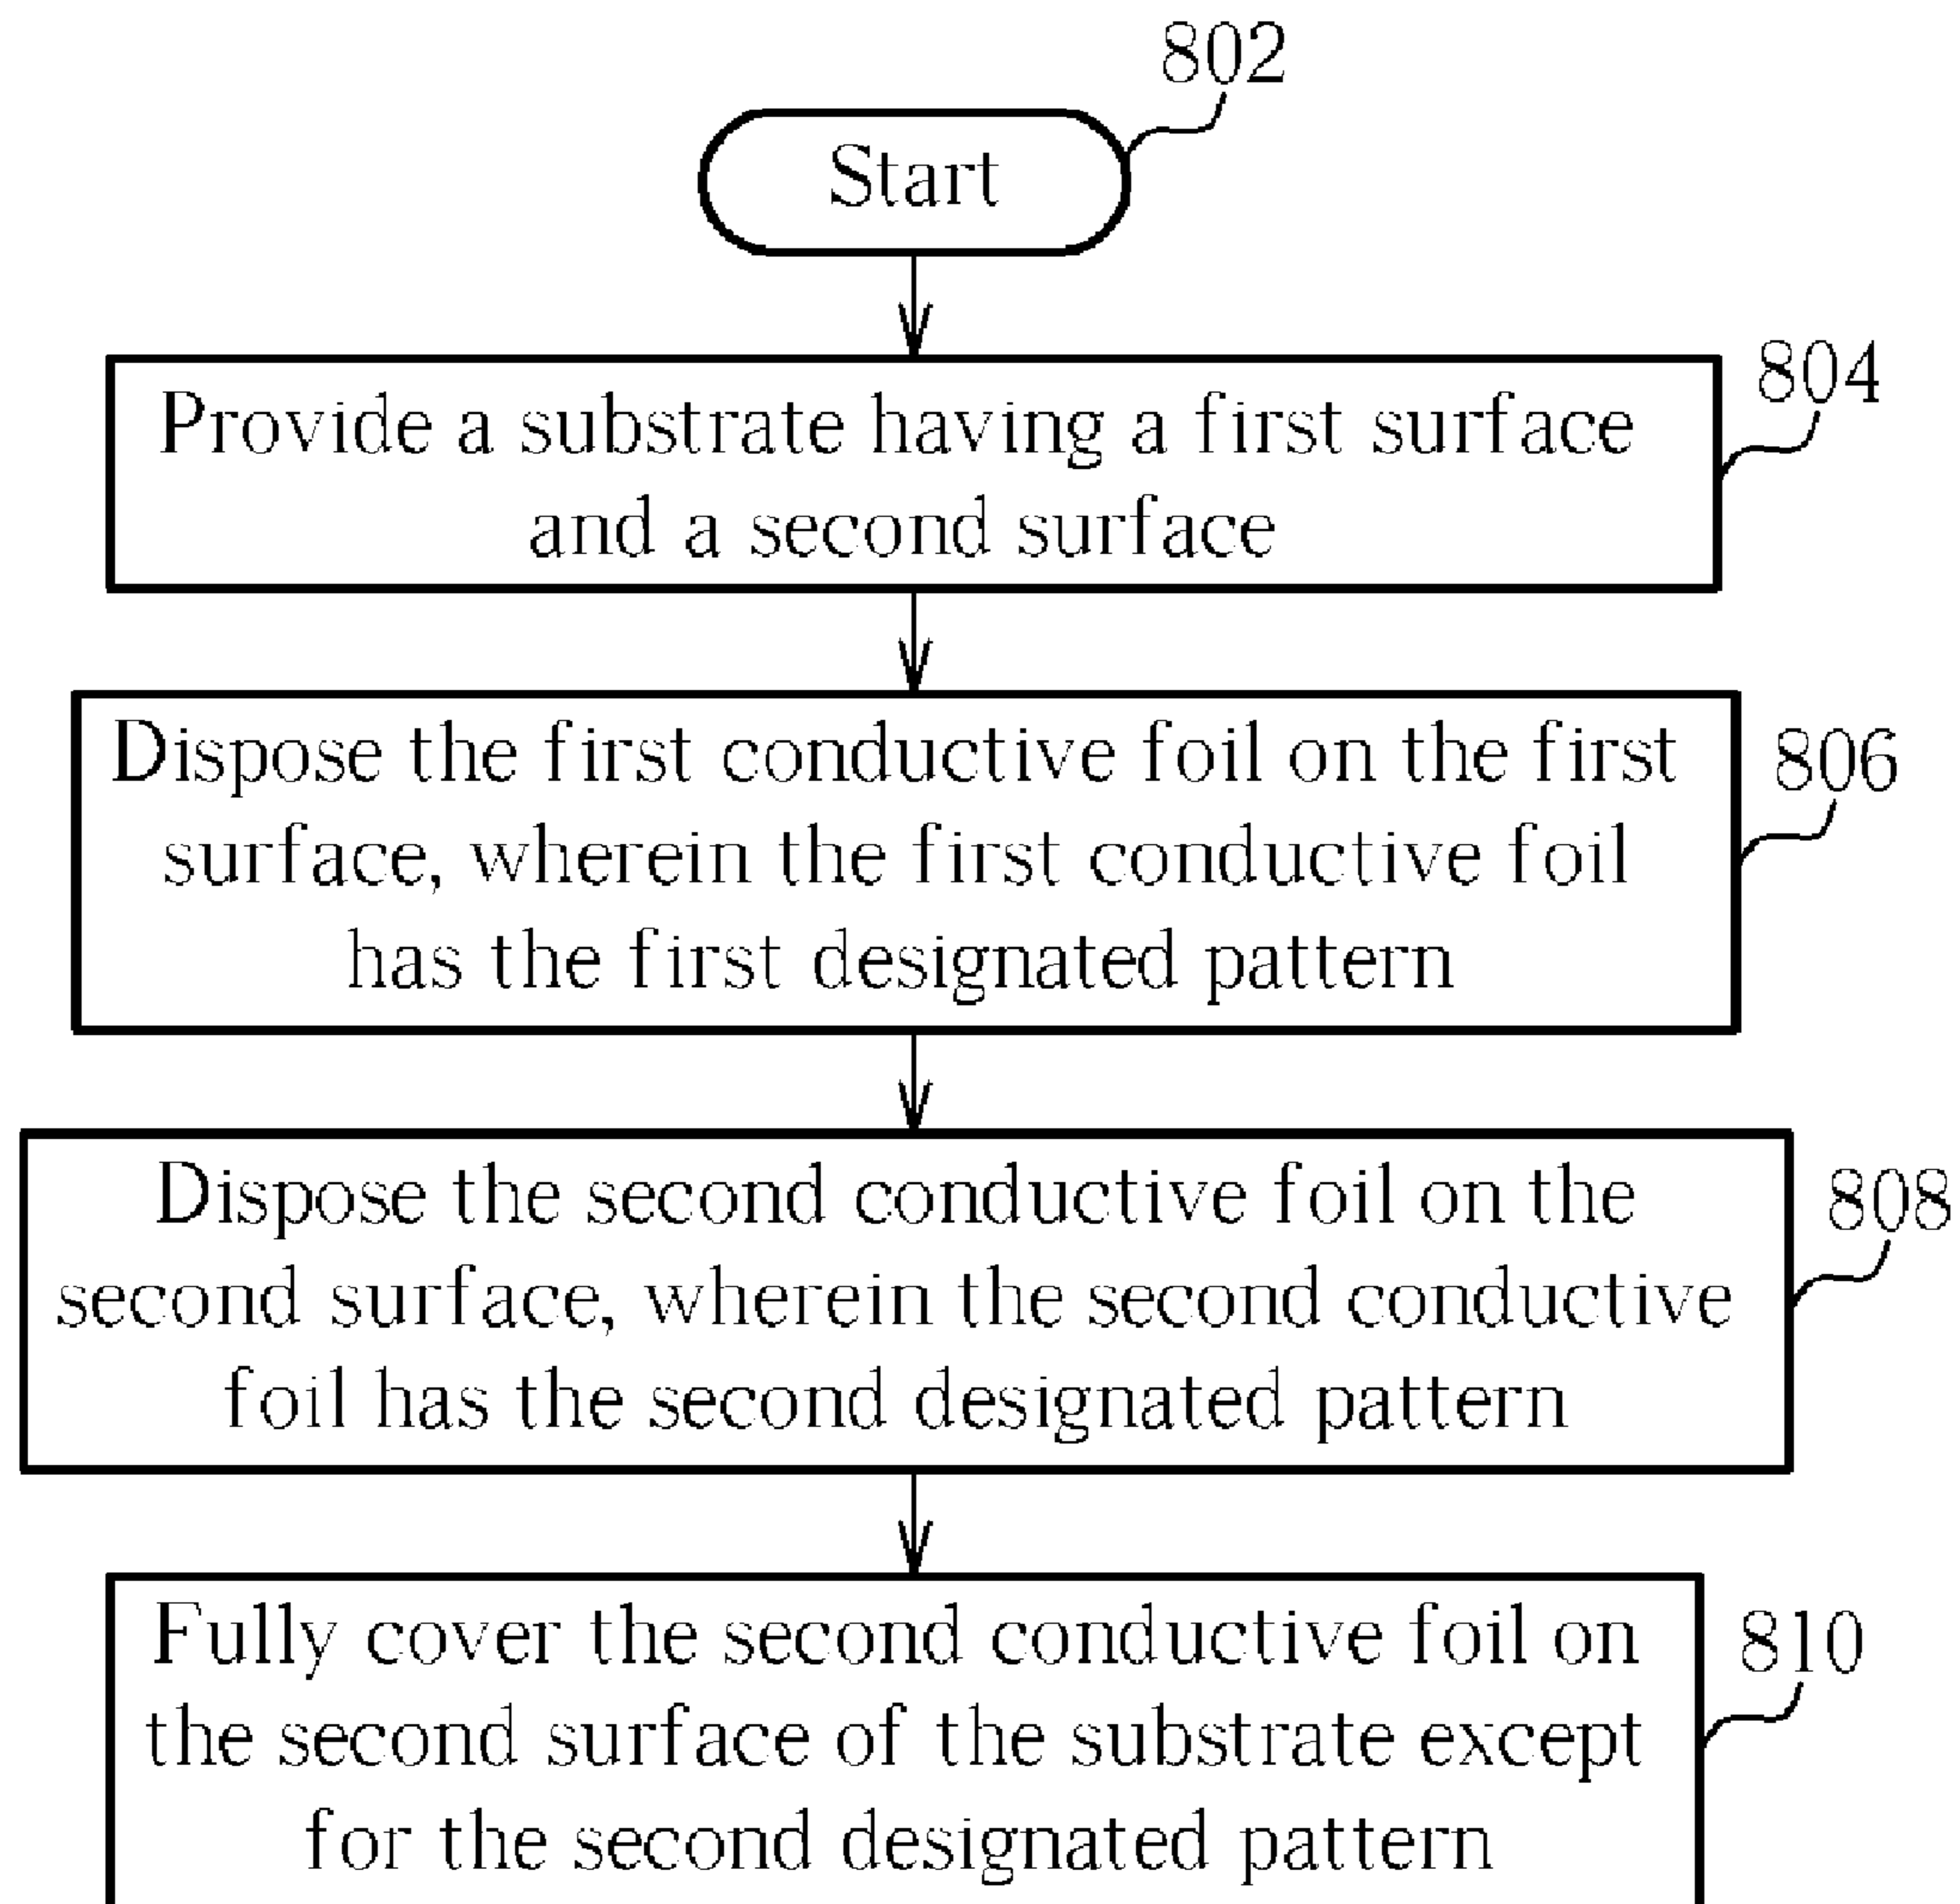 802
Start
804
Provide a substrate having a first surface
and a second surface
806
Dispose the first conductive foil on the first
surface, wherein the first conductive foil
has the first designated pattern
808
Dispose the second conductive foil on the
second surface, wherein the second conductive
foil has the second designated pattern
810
Fully cover the second conductive foil on
the second surface of the substrate except
for the second designated pattern